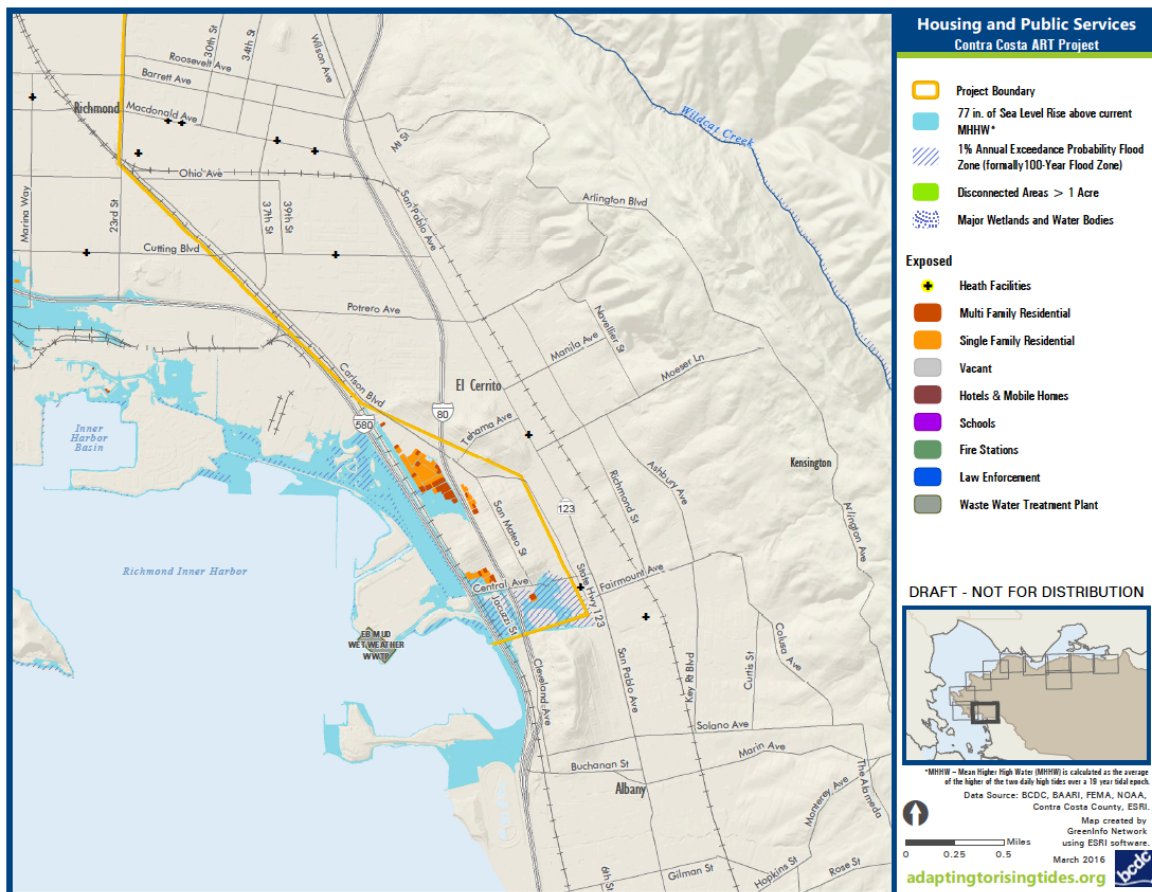 Housing and Public Services
Contra Costa ART Project
Project Boundary
77 in. of Sea Level Rise above current
MHHW*
1% Annual Exceedance Probability Flood
Zone (formally100-Year Flood Zone)
Disconnected Areas > 1 Acre
Major Wetlands and Water Bodies
Exposed
Heath Facilities
Multi Family Residential
Single Family Residential
Vacant
Hotels & Mobile Homes
Schools
Fire Stations
Law Enforcement
Waste Water Treatment Plant
DRAFT - NOT FOR DISTRIBUTION
*MHHW – Mean Higher High Water (MHHW) is calculated as the average
of the higher of the two daily high tides over a 19 year tidal epoch.
Data Source: BCDC, BAARI, FEMA, NOAA,
Contra Costa County, ESRI.
Map created by
GreenInfo Network
using ESRI software.
Miles
0 0.25 0.5
March 2016
adaptingtorisingtides.org
bcdc
30th St
34th St
Wilson Ave
Roosevelt Ave
Barrett Ave
Richmond
Macdonald Ave
Mt St
Wildcat Creek
Ohio Ave
Marina Way
23rd St
37th St
39th St
San Pablo Ave
Arlington Blvd
Cutting Blvd
Potrero Ave
Navellier St
Manila Ave
Moeser Ln
Carlson Blvd
El Cerrito
80
580
Tehama Ave
Inner
Harbor
Basin
Kensington
Ashbury Ave
Richmond St
123
Arlington Ave
San Mateo St
State Hwy 123
Richmond Inner Harbor
Central Ave
Fairmount Ave
Jacuzzi St
EB MUD
WET WEATHER
WWTP
Cleveland Ave
San Pablo Ave
Key Rt Blvd
Curtis St
Colusa Ave
Solano Ave
Marin Ave
Buchanan St
Albany
The Alameda
Monterey Ave
6th St
Gilman St
Hopkins St
Rose St